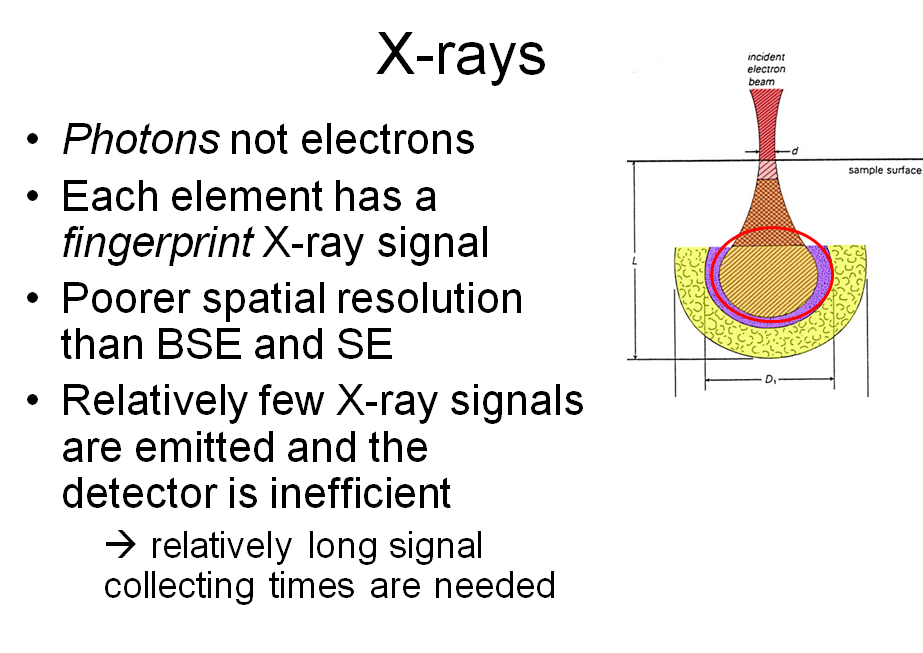 X-rays
• Photons not electrons
• Each element has a
fingerprint X-ray signal
• Poorer spatial resolution
than BSE and SE
• Relatively few X-ray signals
are emitted and the
detector is inefficient
→ relatively long signal
collecting times are needed
incident
electron
beam
d
sample surface
L
D₁